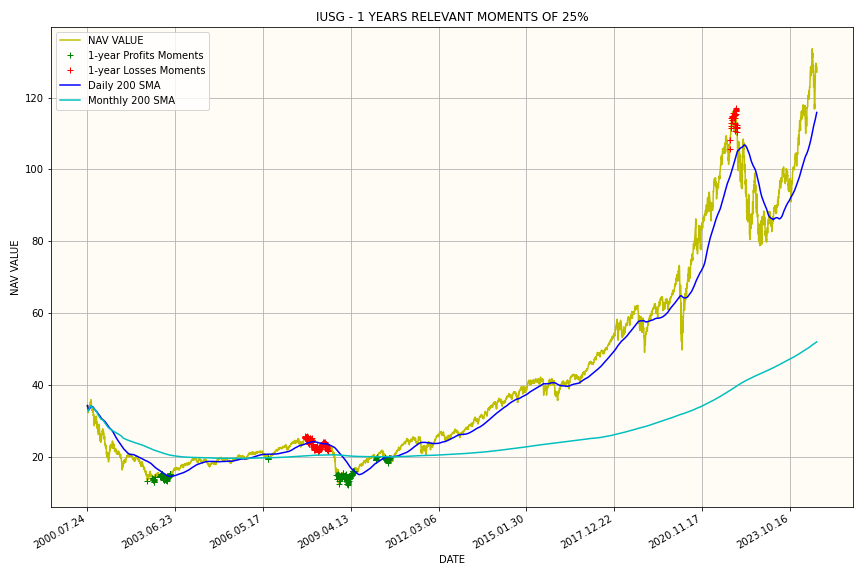 IUSG - 1 YEARS RELEVANT MOMENTS OF 25%
NAV VALUE
1-year Profits Moments
1-year Losses Moments
Daily 200 SMA
Monthly 200 SMA
NAV VALUE
120
100
80
60
40
20
2000.07.24
2003.06.23
2006.05.17
2009.04.13
2012.03.06
2015.01.30
2017.12.22
2020.11.17
2023.10.16
DATE